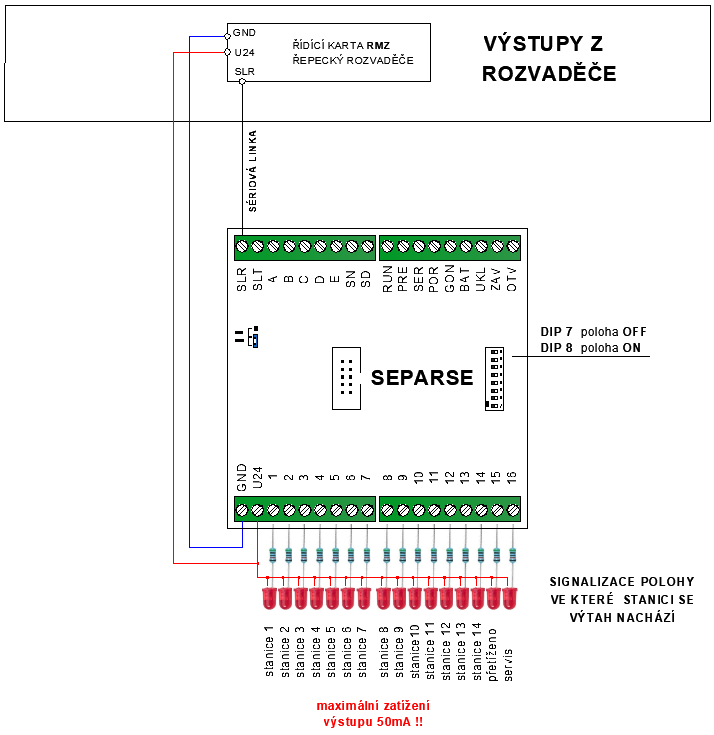 GND
U24
SLR
ŘÍDÍCÍ KARTA RMZ
ŘEPECKÝ ROZVADĚČE
VÝSTUPY Z
ROZVADĚČE
SÉRIOVÁ LINKA
SLR
SLT
A
B
C
D
E
SN
SD
RUN
PRE
SER
POR
GON
BAT
UKL
ZAV
OTV
DIP 7 poloha OFF
DIP 8 poloha ON
SEPARSE
GND
U24
1
2
3
4
5
6
7
8
9
10
11
12
13
14
15
16
SIGNALIZACE POLOHY
VE KTERÉ STANICI SE
VÝTAH NACHÁZÍ
stanice 1
stanice 2
stanice 3
stanice 4
stanice 5
stanice 6
stanice 7
stanice 8
stanice 9
stanice 10
stanice 11
stanice 12
stanice 13
stanice 14
přetíženo
servis
maximální zatížení
výstupu 50mA !!